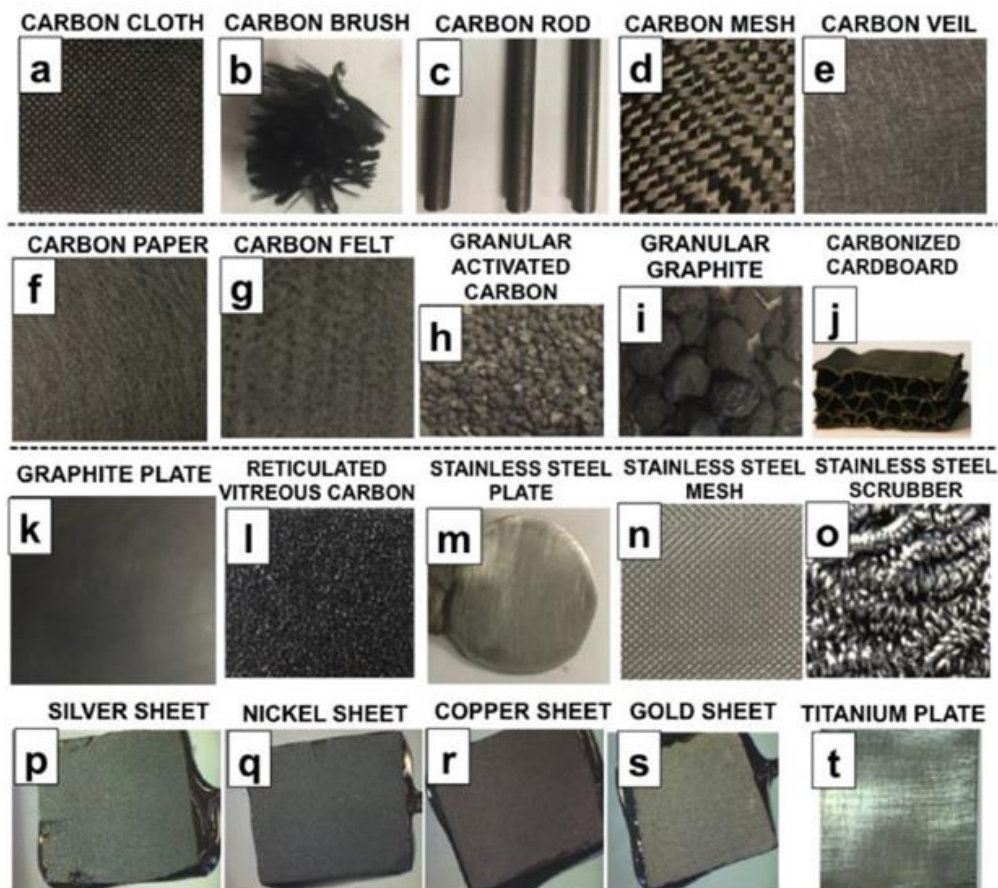 CARBON CLOTH
CARBON BRUSH
CARBON ROD
CARBON MESH
CARBON VEIL
a
b
c
d
e
CARBON PAPER
CARBON FELT
GRANULAR
ACTIVATED
CARBON
GRANULAR
GRAPHITE
CARBONIZED
CARDBOARD
f
g
h
i
j
GRAPHITE PLATE
RETICULATED
VITREOUS CARBON
STAINLESS STEEL
PLATE
STAINLESS STEEL
MESH
STAINLESS STEEL
SCRUBBER
k
l
m
n
o
SILVER SHEET
NICKEL SHEET
COPPER SHEET
GOLD SHEET
TITANIUM PLATE
p
q
r
s
t